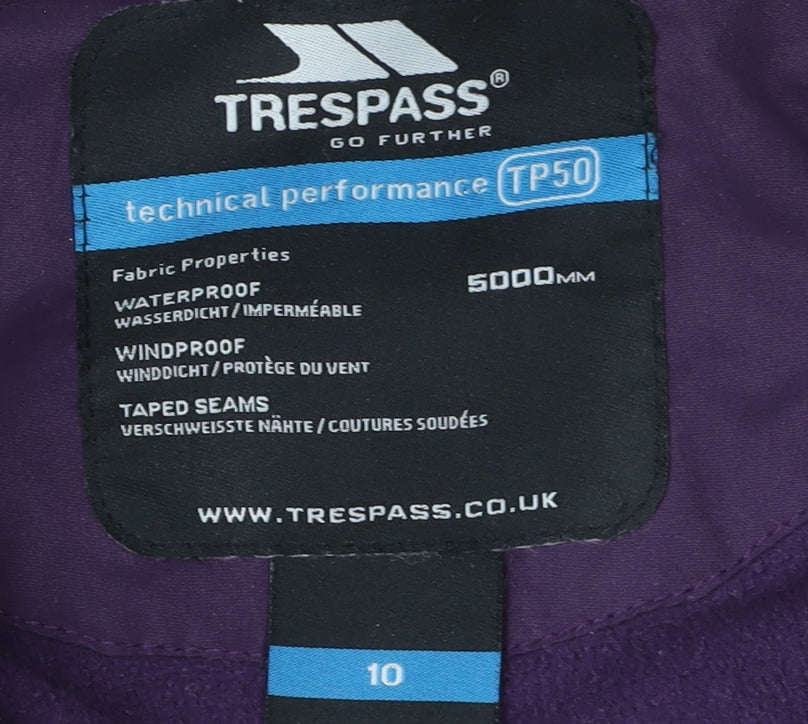 TRESPASS®
GO FURTHER
technical performance TP50
Fabric Properties
WATERPROOF 5000MM
WASSERDICHT/IMPERMÉABLE
WINDPROOF
WINDDICHT/PROTÈGE DU VENT
TAPED SEAMS
VERSCHWEISSTE NÄHTE/COUTURES SOUDÉES
WWW.TRESPASS.CO.UK
10